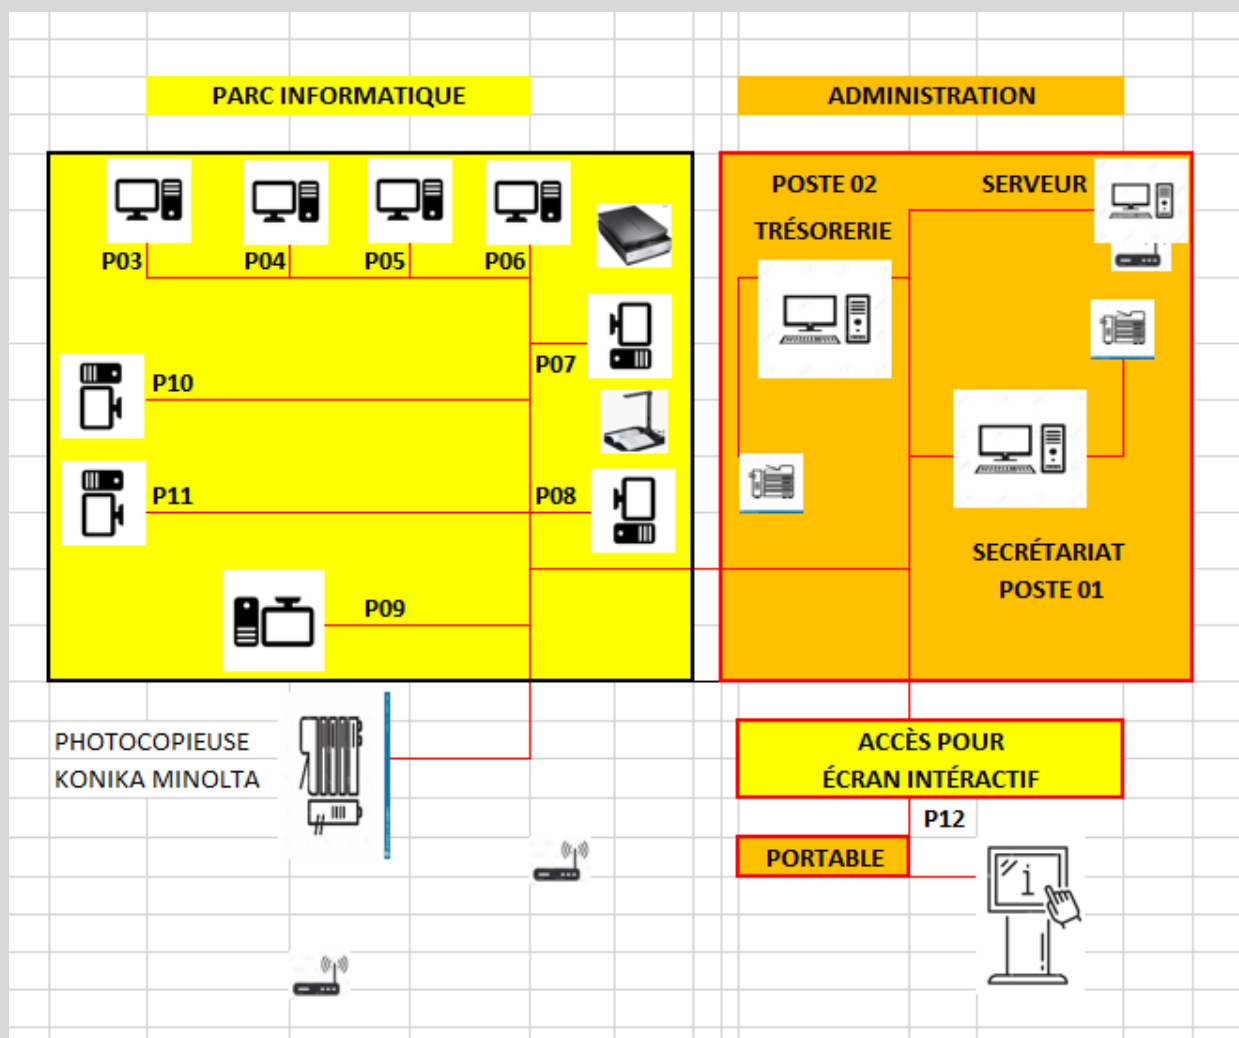 PARC INFORMATIQUE
ADMINISTRATION
P03
P04
P05
P06
P07
P10
P11
P08
P09
POSTE 02
TRÉSORERIE
SERVEUR
SECRÉTARIAT
POSTE 01
PHOTOCOPIEUSE
KONIKA MINOLTA
ACCÈS POUR
ÉCRAN INTÉRACTIF
P12
PORTABLE
i